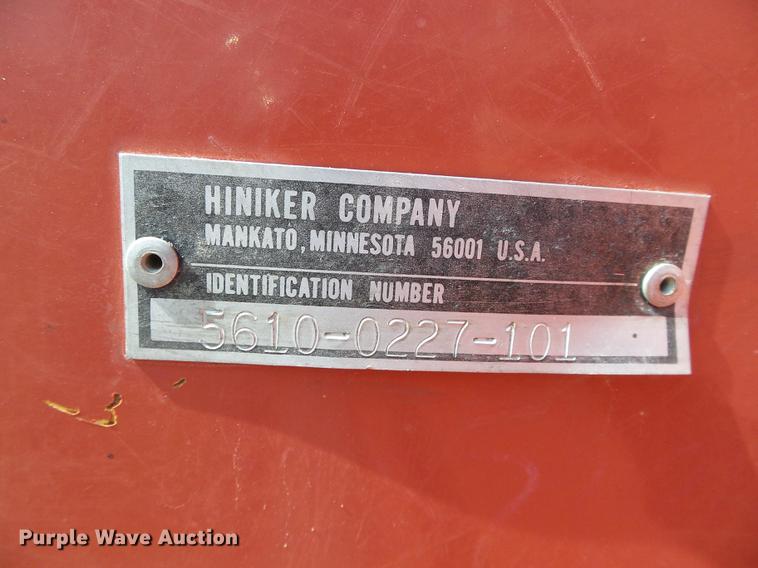 HINIKER COMPANY
MANKATO, MINNESOTA 56001 U.S.A.
IDENTIFICATION NUMBER
5610-0227-101
Purple Wave Auction